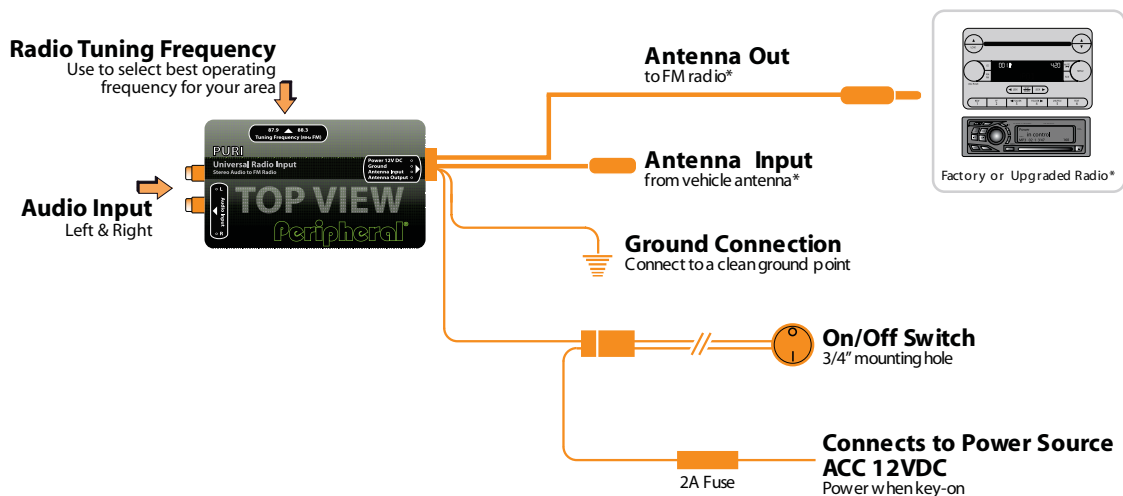 Radio Tuning Frequency
Use to select best operating
frequency for your area
87.9 ▲ 88.3
Tuning Frequency (MHz FM)
PURI
Universal Radio Input
Stereo Audio to FM Radio
Power 12V DC
Ground
Antenna Input
Antenna Output
L
Audio Input
R
TOP VIEW
Peripheral®
Audio Input
Left & Right
Antenna Out
to FM radio*
Antenna Input
from vehicle antenna*
Ground Connection
Connect to a clean ground point
On/Off Switch
3/4" mounting hole
Connects to Power Source
ACC 12VDC
Power when key-on
2A Fuse
in control
Factory or Upgraded Radio*